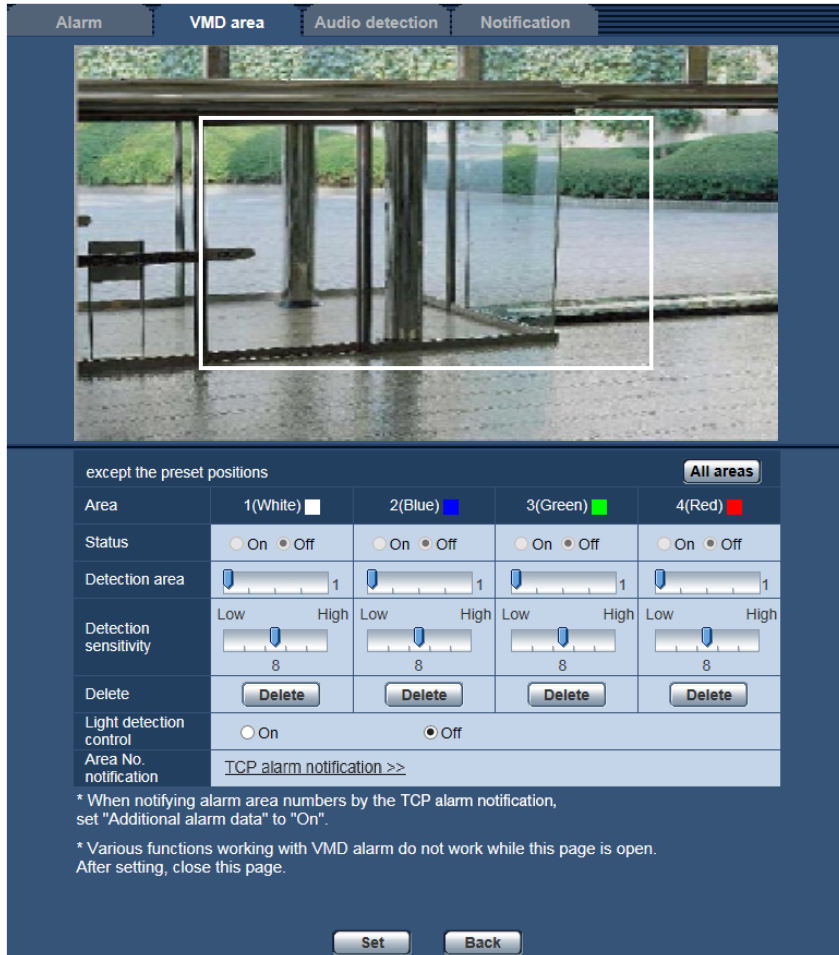 Alarm VMD area Audio detection Notification
except the preset positions All areas
Area 1(White) 2(Blue) 3(Green) 4(Red)
Status On Off On Off On Off On Off
Detection area 1 1 1 1
Detection sensitivity Low High Low High Low High Low High
8 8 8 8
Delete Delete Delete Delete Delete
Light detection control On Off
Area No. notification TCP alarm notification >>
* When notifying alarm area numbers by the TCP alarm notification,
set "Additional alarm data" to "On".
* Various functions working with VMD alarm do not work while this page is open.
After setting, close this page.
Set Back